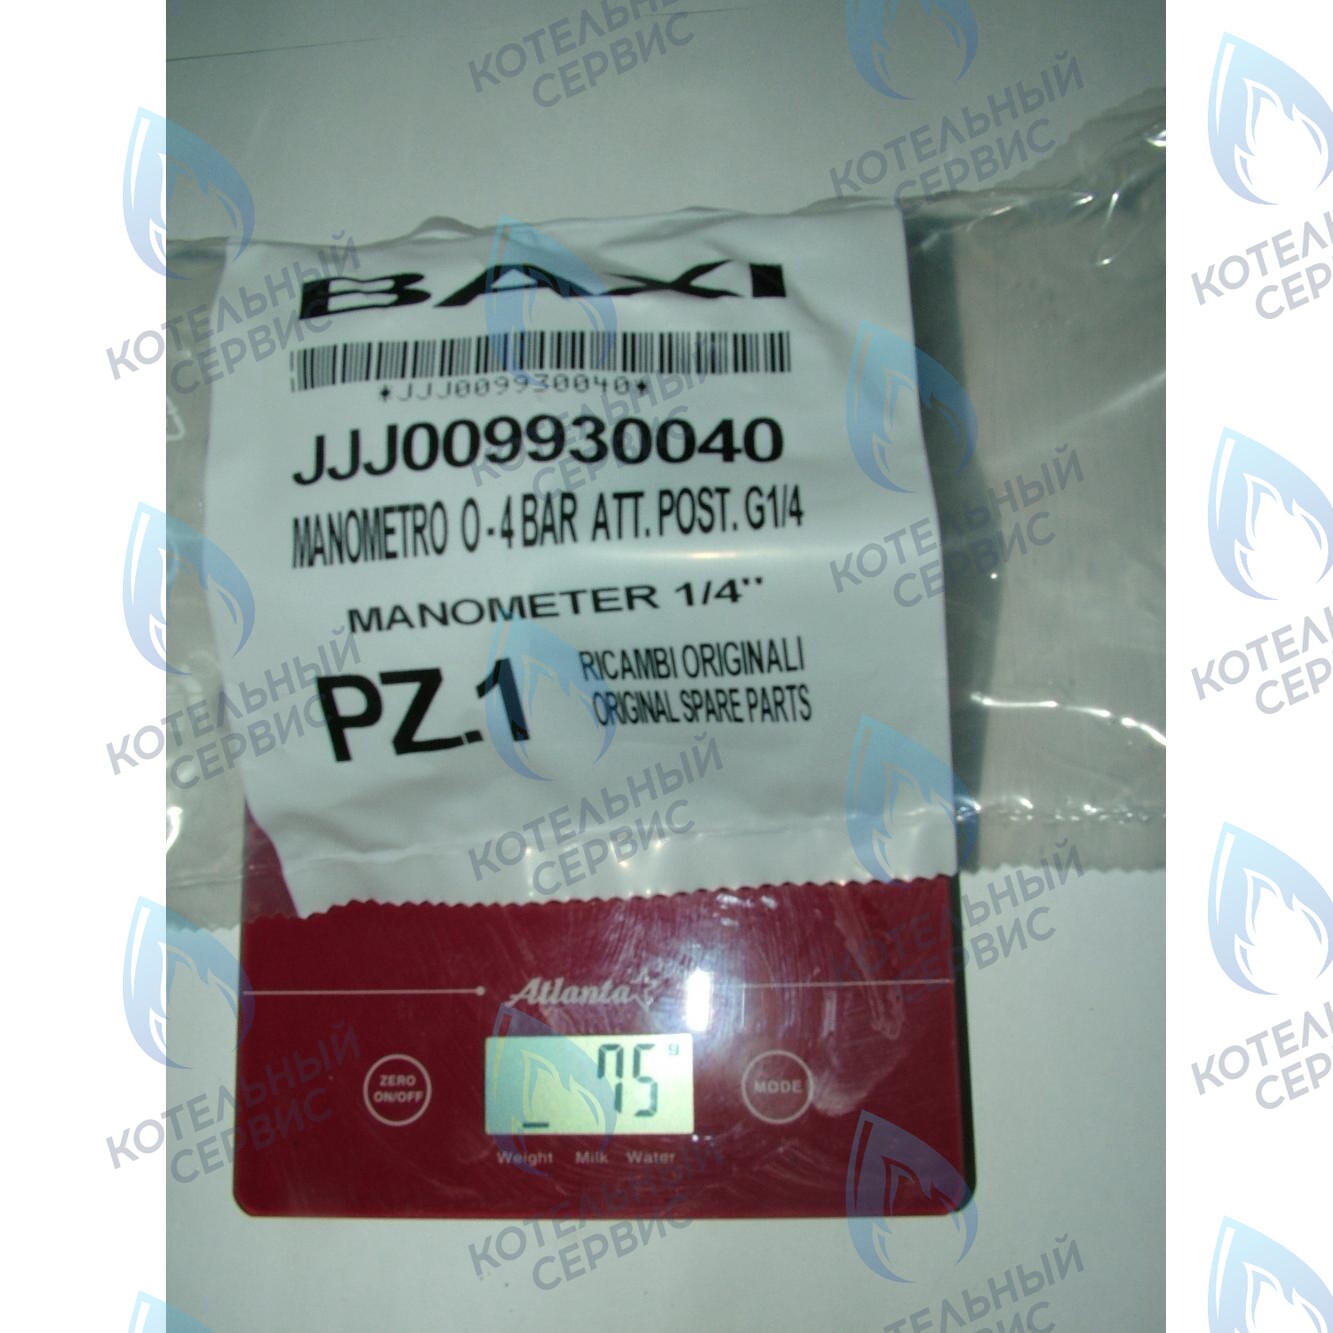 BAXI
*JJJ009930040*
JJJ009930040
MANOMETRO 0-4 BAR ATT. POST. G1/4
MANOMETER 1/4"
PZ.1
RICAMBI ORIGINALI
ORIGINAL SPARE PARTS
Atlanta
ZERO
ON/OFF
75 g
MODE
Weight Milk Water
КОТЕЛЬНЫЙ
СЕРВИС